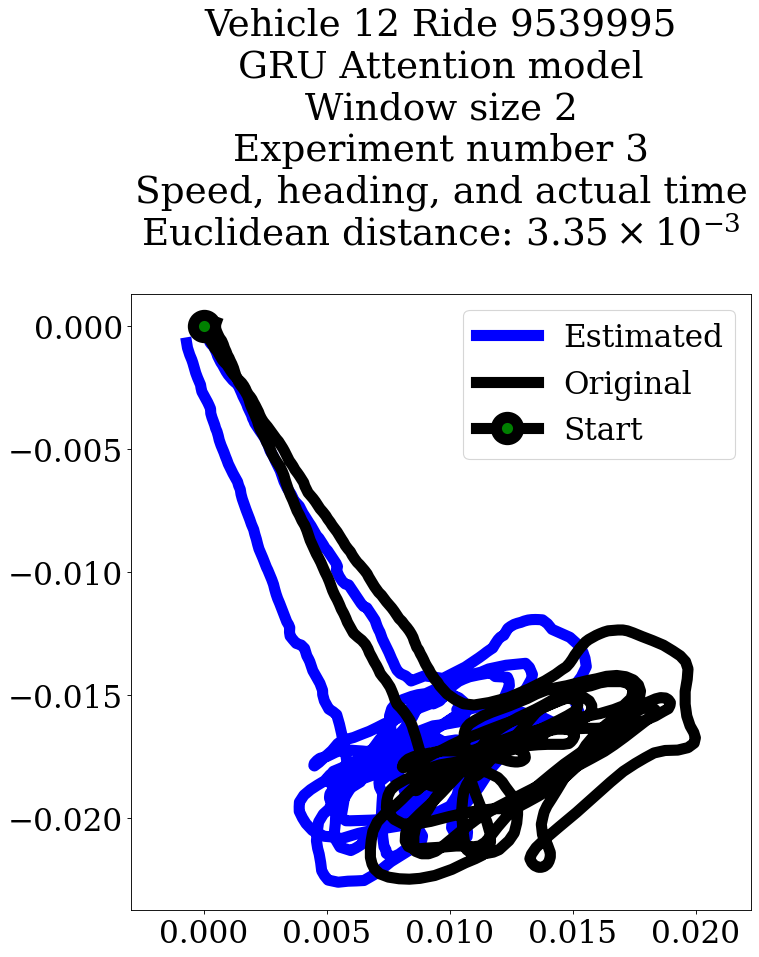 Vehicle 12 Ride 9539995
GRU Attention model
Window size 2
Experiment number 3
Speed, heading, and actual time
Euclidean distance: 3.35 × 10⁻³
Estimated
Original
Start
0.000
−0.005
−0.010
−0.015
−0.020
0.000 0.005 0.010 0.015 0.020